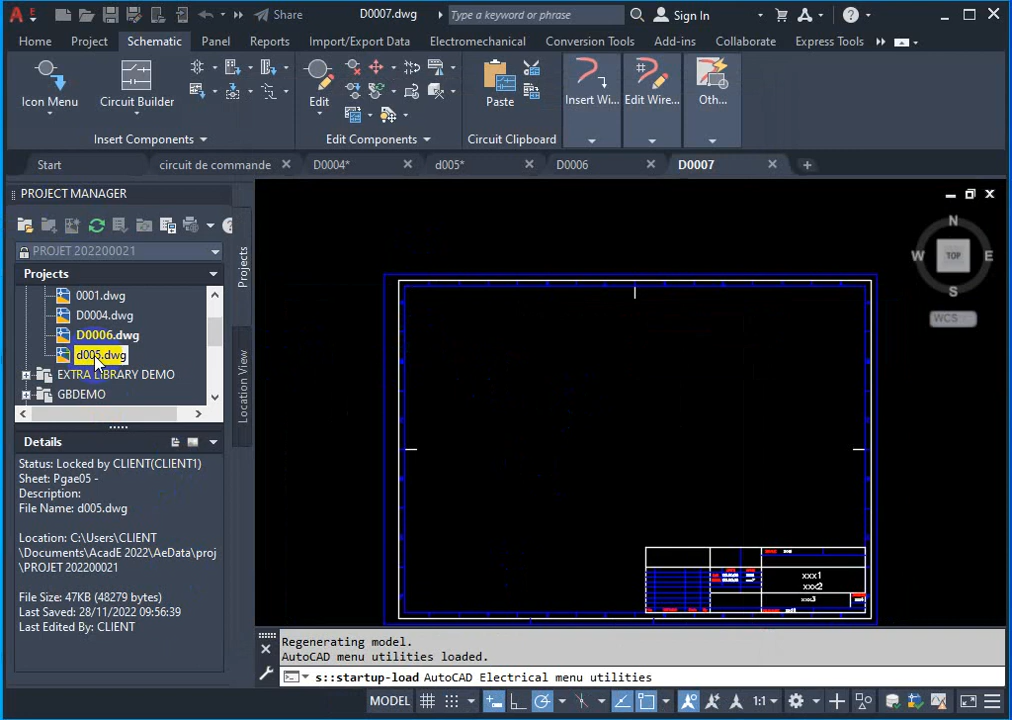 Share
D0007.dwg
Type a keyword or phrase
Sign In
Home
Project
Schematic
Panel
Reports
Import/Export Data
Electromechanical
Conversion Tools
Add-ins
Collaborate
Express Tools
Icon Menu
Circuit Builder
Edit
Paste
Insert Wi...
Edit Wire...
Oth...
Insert Components
Edit Components
Circuit Clipboard
Start
circuit de commande
D0004*
d005*
D0006
D0007
PROJECT MANAGER
PROJET 202200021
Projects
0001.dwg
D0004.dwg
D0006.dwg
d005.dwg
EXTRA LIBRARY DEMO
GBDEMO
Projects
Location View
Details
Status: Locked by CLIENT(CLIENT1)
Sheet: Pgae05 -
Description:
File Name: d005.dwg
Location: C:\Users\CLIENT
\Documents\AcadE 2022\AeData\proj
\PROJET 202200021
File Size: 47KB (48279 bytes)
Last Saved: 28/11/2022 09:56:39
Last Edited By: CLIENT
N
W
TOP
E
S
WCS
xxx1
xxx2
xxx3
Regenerating model.
AutoCAD menu utilities loaded.
s::startup-load AutoCAD Electrical menu utilities
MODEL
1:1